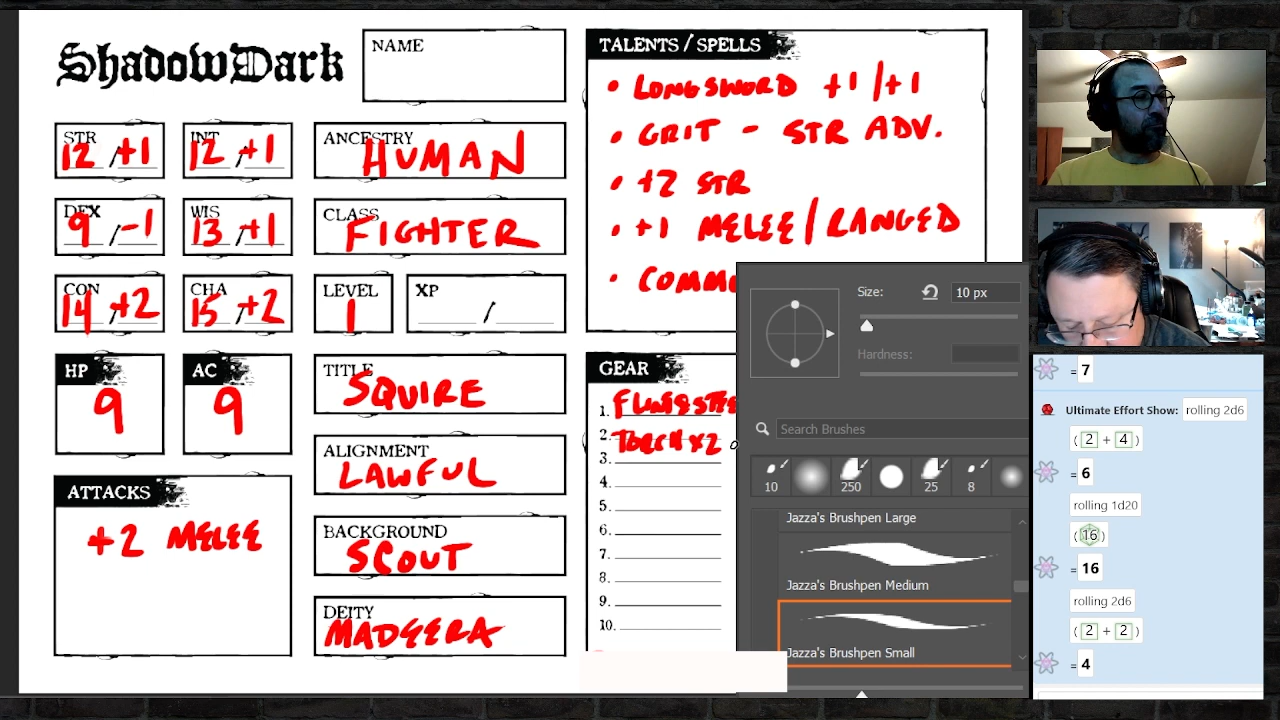 ShadowDark
NAME
STR
12 / +1
INT
12 / +1
ANCESTRY
HUMAN
DEX
9 / -1
WIS
13 / +1
CLASS
FIGHTER
CON
14 / +2
CHA
15 / +2
LEVEL
1
XP
/
HP
9
AC
9
TITLE
SQUIRE
ALIGNMENT
LAWFUL
ATTACKS
+2 MELEE
BACKGROUND
SCOUT
DEITY
MADEERA
TALENTS / SPELLS
• LONGSWORD +1/+1
• GRIT - STR ADV.
• +2 STR
• +1 MELEE/RANGED
• COMM
GEAR
1.
2. TORCH x2
3.
4.
5.
6.
7.
8.
9.
10.
Size: 10 px
Hardness:
Search Brushes
10 250 25 8
Jazza's Brushpen Large
Jazza's Brushpen Medium
Jazza's Brushpen Small
= 7
Ultimate Effort Show: rolling 2d6
( 2 + 4 )
= 6
rolling 1d20
( 16 )
= 16
rolling 2d6
( 2 + 2 )
= 4